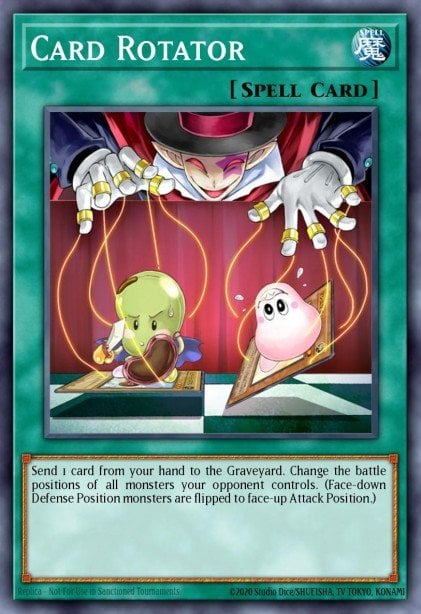 Card Rotator
SPELL
魔
[Spell Card]
Send 1 card from your hand to the Graveyard. Change the battle
positions of all monsters your opponent controls. (Face-down
Defense Position monsters are flipped to face-up Attack Position.)
Replica - Not For Use in Sanctioned Tournaments
©2020 Studio Dice/SHUEISHA, TV TOKYO, KONAMI